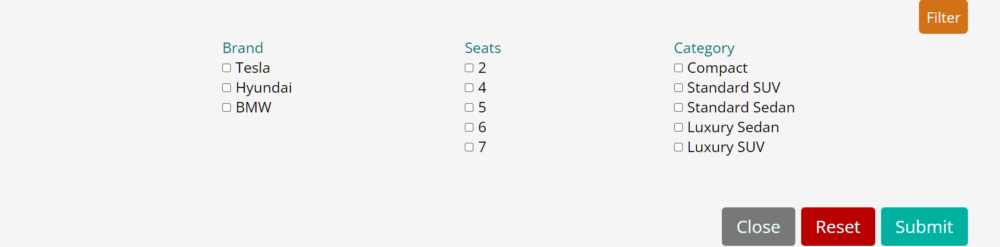 Filter
Brand
Tesla
Hyundai
BMW
Seats
2
4
5
6
7
Category
Compact
Standard SUV
Standard Sedan
Luxury Sedan
Luxury SUV
Close
Reset
Submit